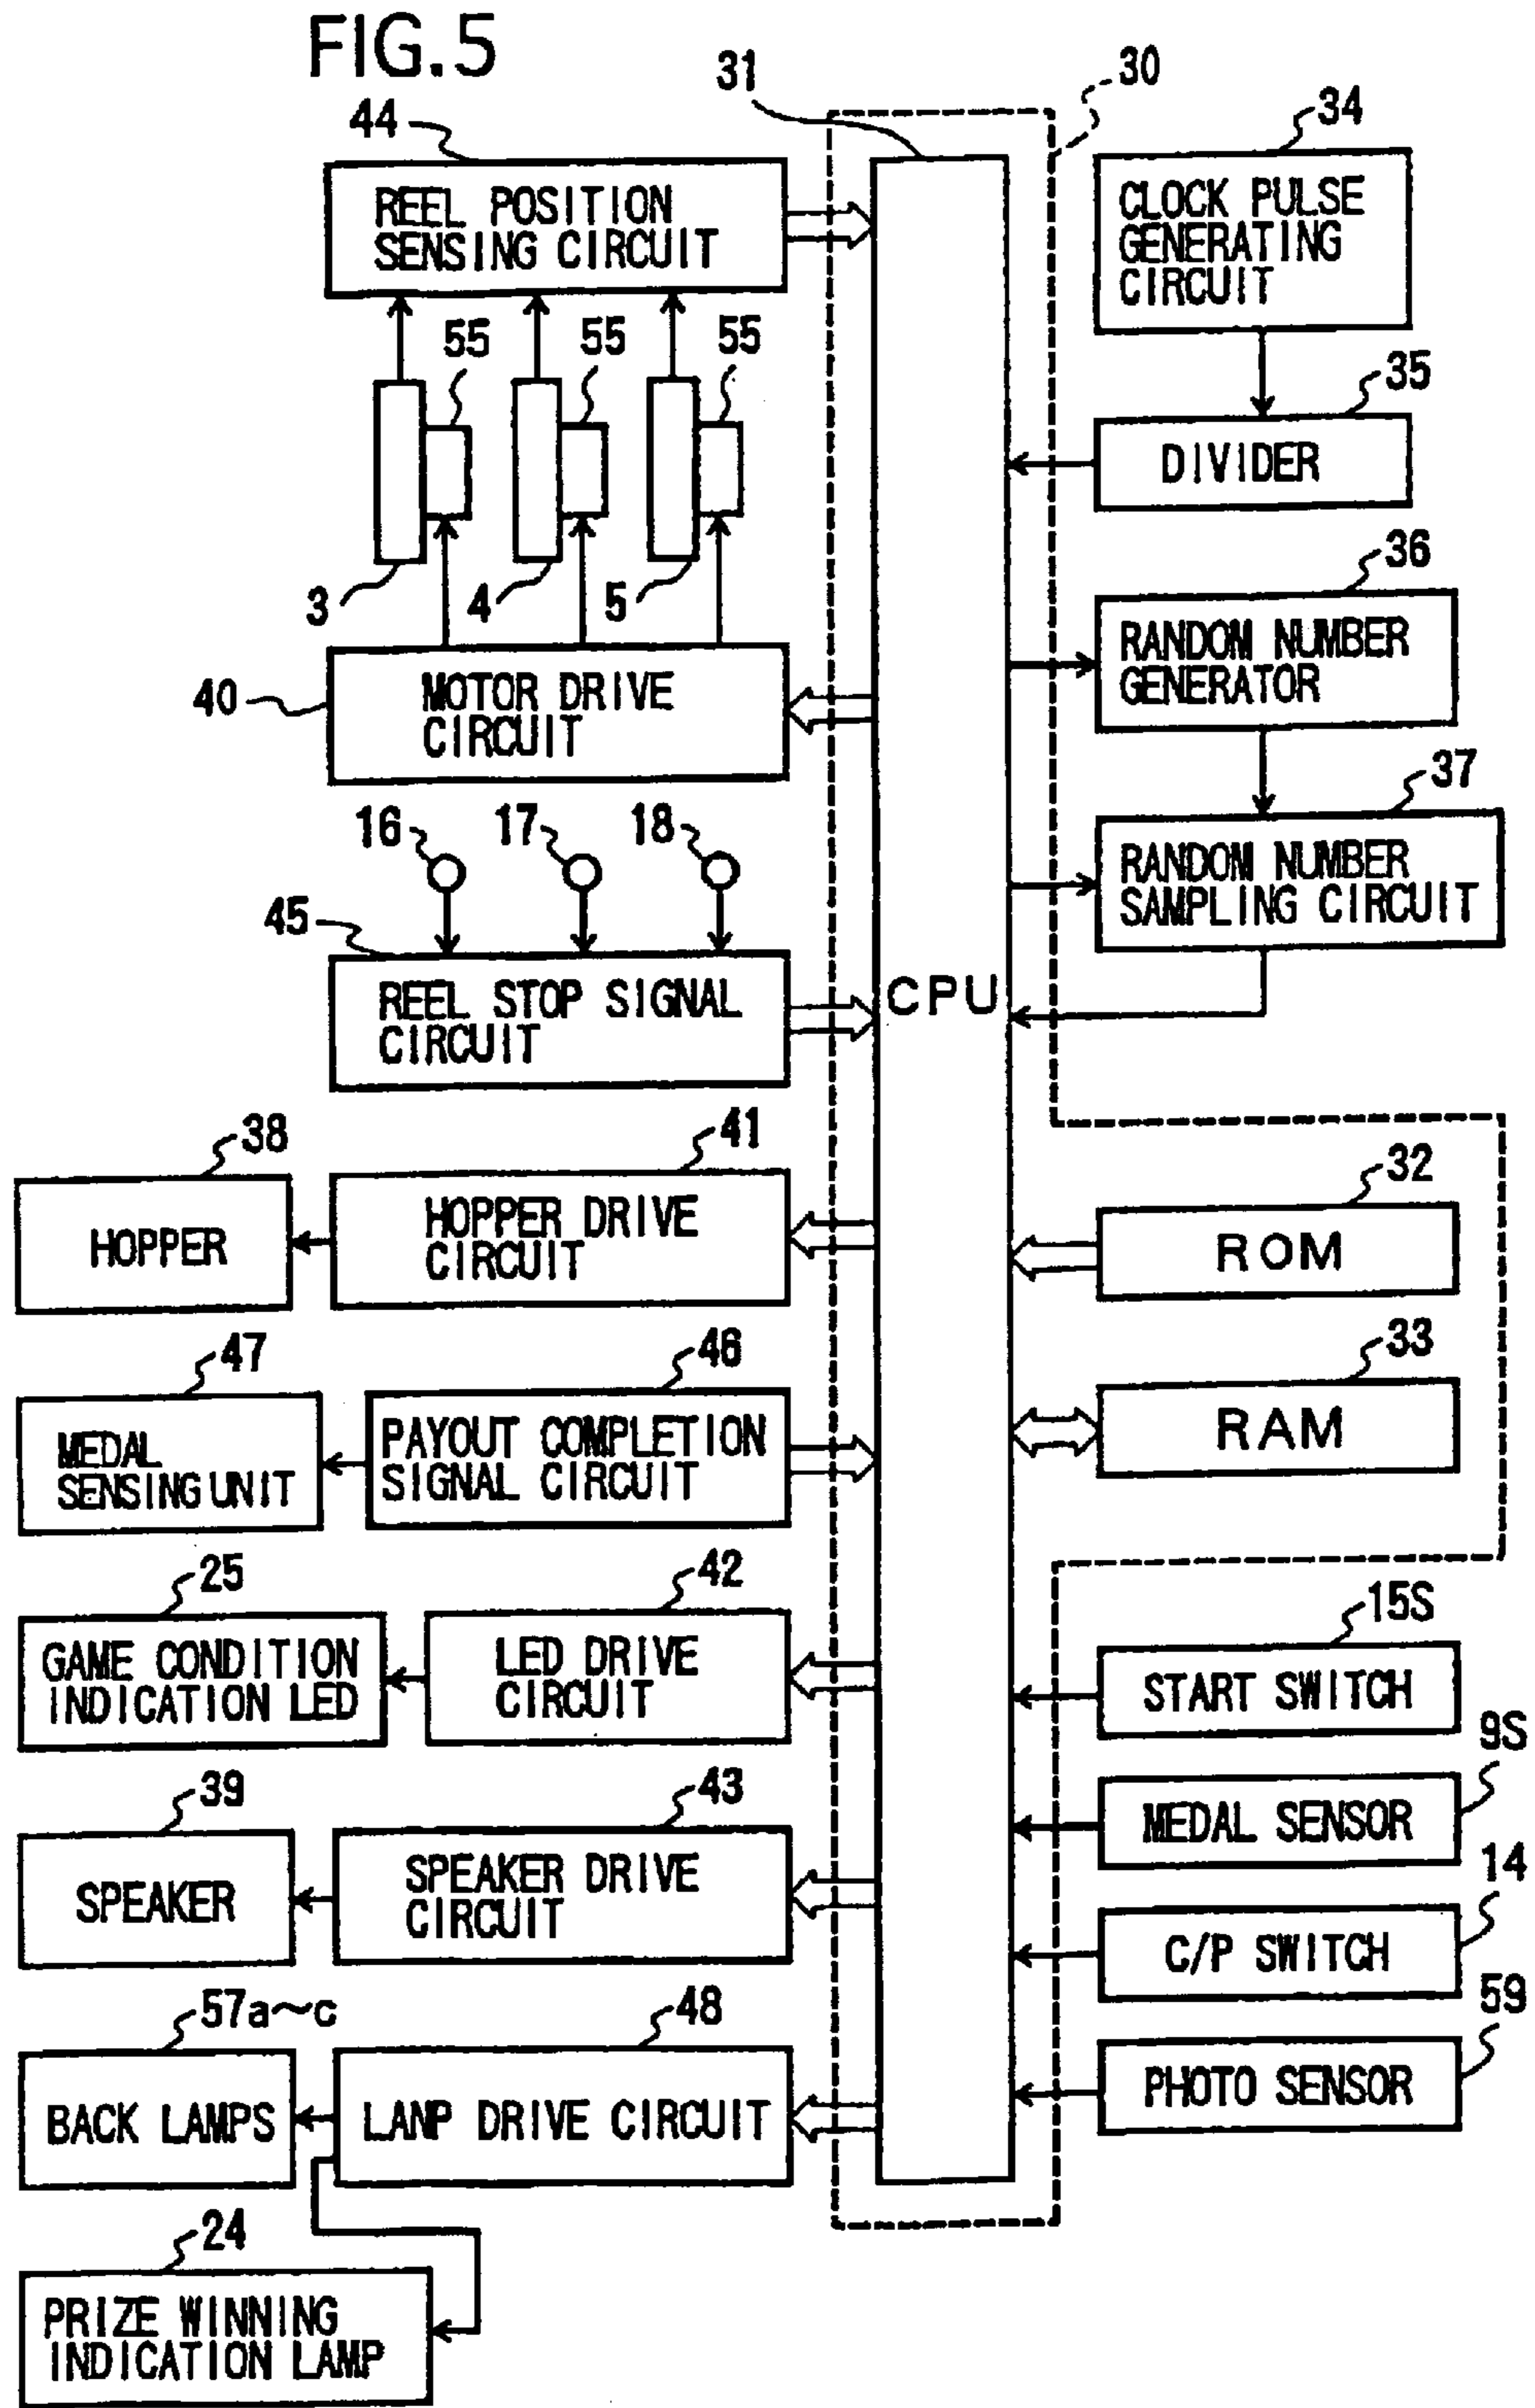 FIG.5
31
30
34
44
REEL POSITION
SENSING CIRCUIT
CLOCK PULSE
GENERATING
CIRCUIT
55
55
55
35
DIVIDER
3
4
5
36
RANDOM NUMBER
GENERATOR
40
MOTOR DRIVE
CIRCUIT
37
RANDOM NUMBER
SAMPLING CIRCUIT
16
17
18
45
REEL STOP SIGNAL
CIRCUIT
CPU
38
HOPPER
41
HOPPER DRIVE
CIRCUIT
32
ROM
47
MEDAL
SENSING UNIT
46
PAYOUT COMPLETION
SIGNAL CIRCUIT
33
RAM
25
GAME CONDITION
INDICATION LED
42
LED DRIVE
CIRCUIT
15S
START SWITCH
9S
MEDAL SENSOR
39
SPEAKER
43
SPEAKER DRIVE
CIRCUIT
14
C/P SWITCH
57a～c
BACK LAMPS
48
LANP DRIVE CIRCUIT
59
PHOTO SENSOR
24
PRIZE WINNING
INDICATION LAMP